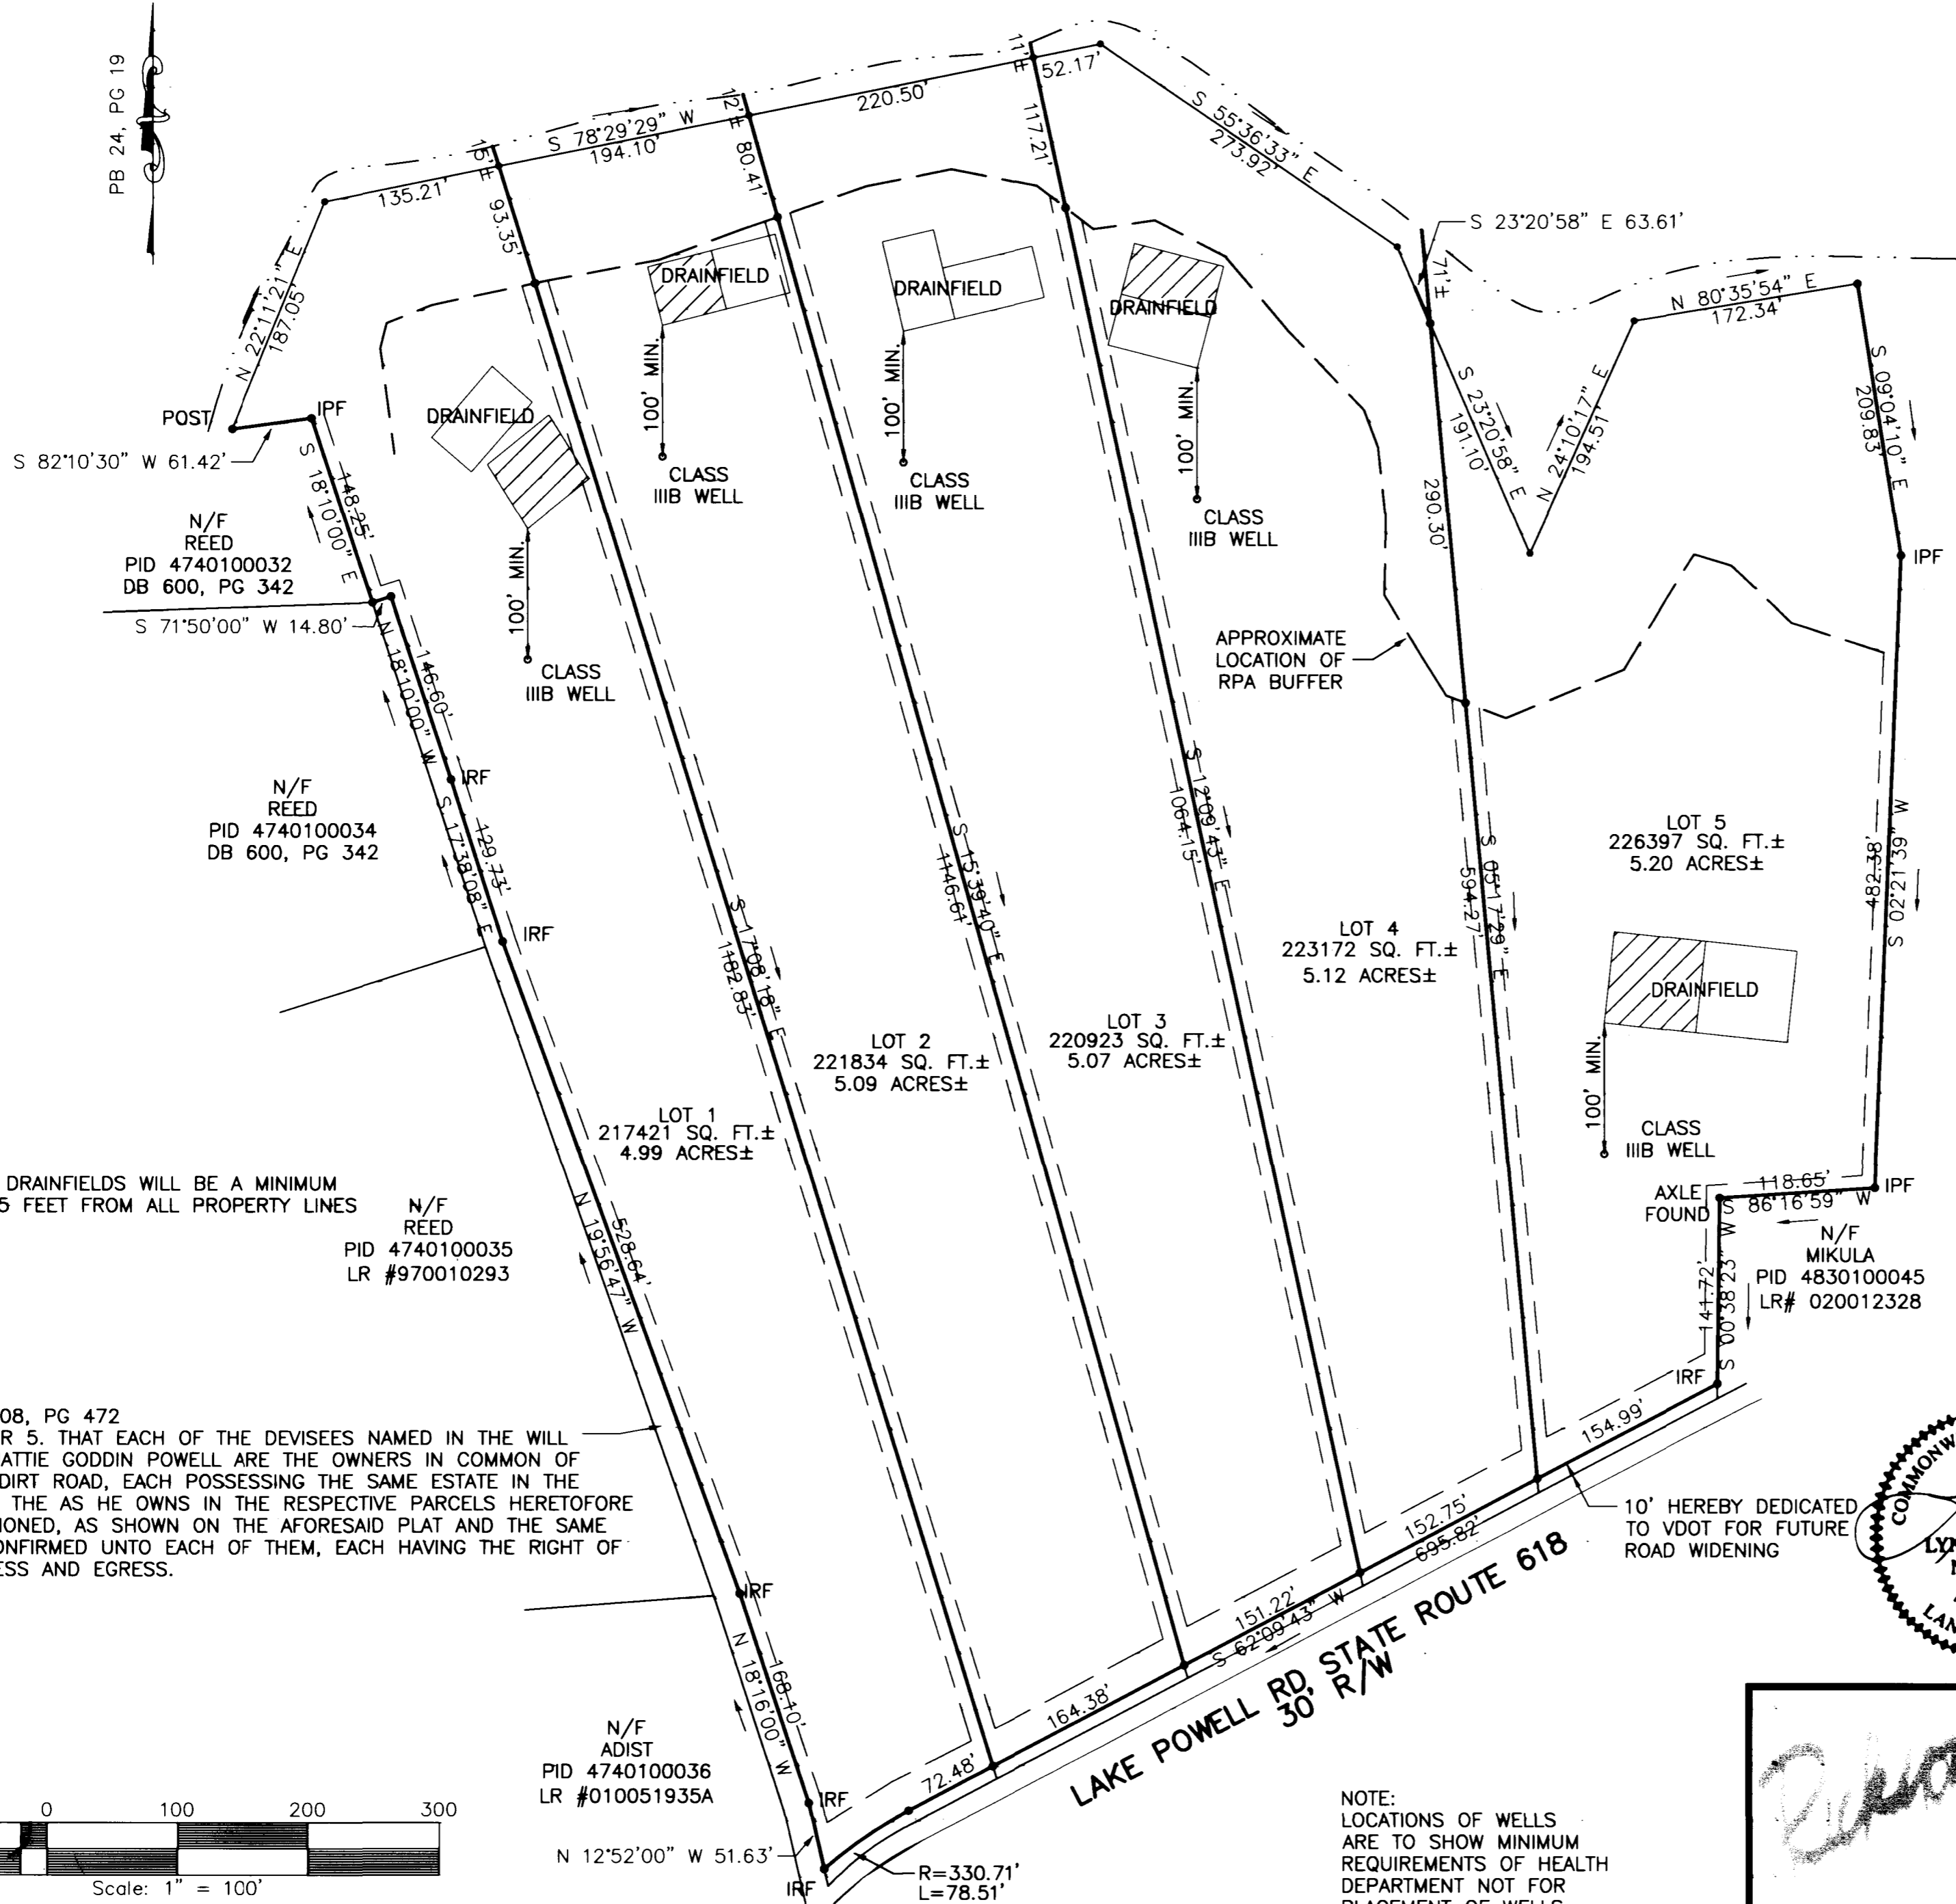 PB 24, PG 19
135.21'
15'±
93.35'
S 78°29'29" W
194.10'
12'±
80.41'
220.50'
11'±
117.21'
52.17'
S 55°36'33" E
273.92'
S 23°20'58" E 63.61'
71'±
N 80°35'54" E
172.34'
S 09°04'10" E
209.83'
IPF
N 22°11'21" E
187.05'
POST
IPF
S 82°10'30" W 61.42'
DRAINFIELD
DRAINFIELD
DRAINFIELD
DRAINFIELD
100' MIN.
100' MIN.
100' MIN.
100' MIN.
CLASS
IIIB WELL
CLASS
IIIB WELL
CLASS
IIIB WELL
CLASS
IIIB WELL
S 23°20'58" E
191.10'
N 24°10'17" E
194.51'
290.30'
N/F
REED
PID 4740100032
DB 600, PG 342
S 18°10'00" E
148.25'
S 71°50'00" W 14.80'
N 18°10'00" W
146.60'
IRF
APPROXIMATE
LOCATION OF
RPA BUFFER
N/F
REED
PID 4740100034
DB 600, PG 342
S 17°38'08" E
129.73'
IRF
S 17°08'18" E
1182.83'
S 15°39'40" E
1146.61'
S 12°09'43" E
1064.15'
S 05°17'29" E
594.27'
LOT 5
226397 SQ. FT.±
5.20 ACRES±
482.38'
S 02°21'39" W
LOT 4
223172 SQ. FT.±
5.12 ACRES±
LOT 3
220923 SQ. FT.±
5.07 ACRES±
LOT 2
221834 SQ. FT.±
5.09 ACRES±
LOT 1
217421 SQ. FT.±
4.99 ACRES±
DRAINFIELD
100' MIN.
CLASS
IIIB WELL
AXLE
FOUND
118.65'
S 86°16'59" W
IPF
N/F
MIKULA
PID 4830100045
LR# 020012328
141.72'
S 00°38'23" W
IRF
DRAINFIELDS WILL BE A MINIMUM
5 FEET FROM ALL PROPERTY LINES
N/F
REED
PID 4740100035
LR #970010293
N 19°56'47" W
528.64'
08, PG 472
R 5. THAT EACH OF THE DEVISEES NAMED IN THE WILL
ATTIE GODDIN POWELL ARE THE OWNERS IN COMMON OF
DIRT ROAD, EACH POSSESSING THE SAME ESTATE IN THE
THE AS HE OWNS IN THE RESPECTIVE PARCELS HERETOFORE
IONED, AS SHOWN ON THE AFORESAID PLAT AND THE SAME
ONFIRMED UNTO EACH OF THEM, EACH HAVING THE RIGHT OF
ESS AND EGRESS.
IRF
N 18°16'00" W
168.10'
N/F
ADIST
PID 4740100036
LR #010051935A
IRF
N 12°52'00" W 51.63'
IRF
R=330.71'
L=78.51'
72.48'
164.38'
151.22'
S 62°09'43" W
152.75'
695.82'
154.99'
LAKE POWELL RD, STATE ROUTE 618
30' R/W
10' HEREBY DEDICATED
TO VDOT FOR FUTURE
ROAD WIDENING
COMMONW
LY
LAN
NOTE:
LOCATIONS OF WELLS
ARE TO SHOW MINIMUM
REQUIREMENTS OF HEALTH
DEPARTMENT NOT FOR
PLACEMENT OF WELLS
0 100 200 300
Scale: 1" = 100'